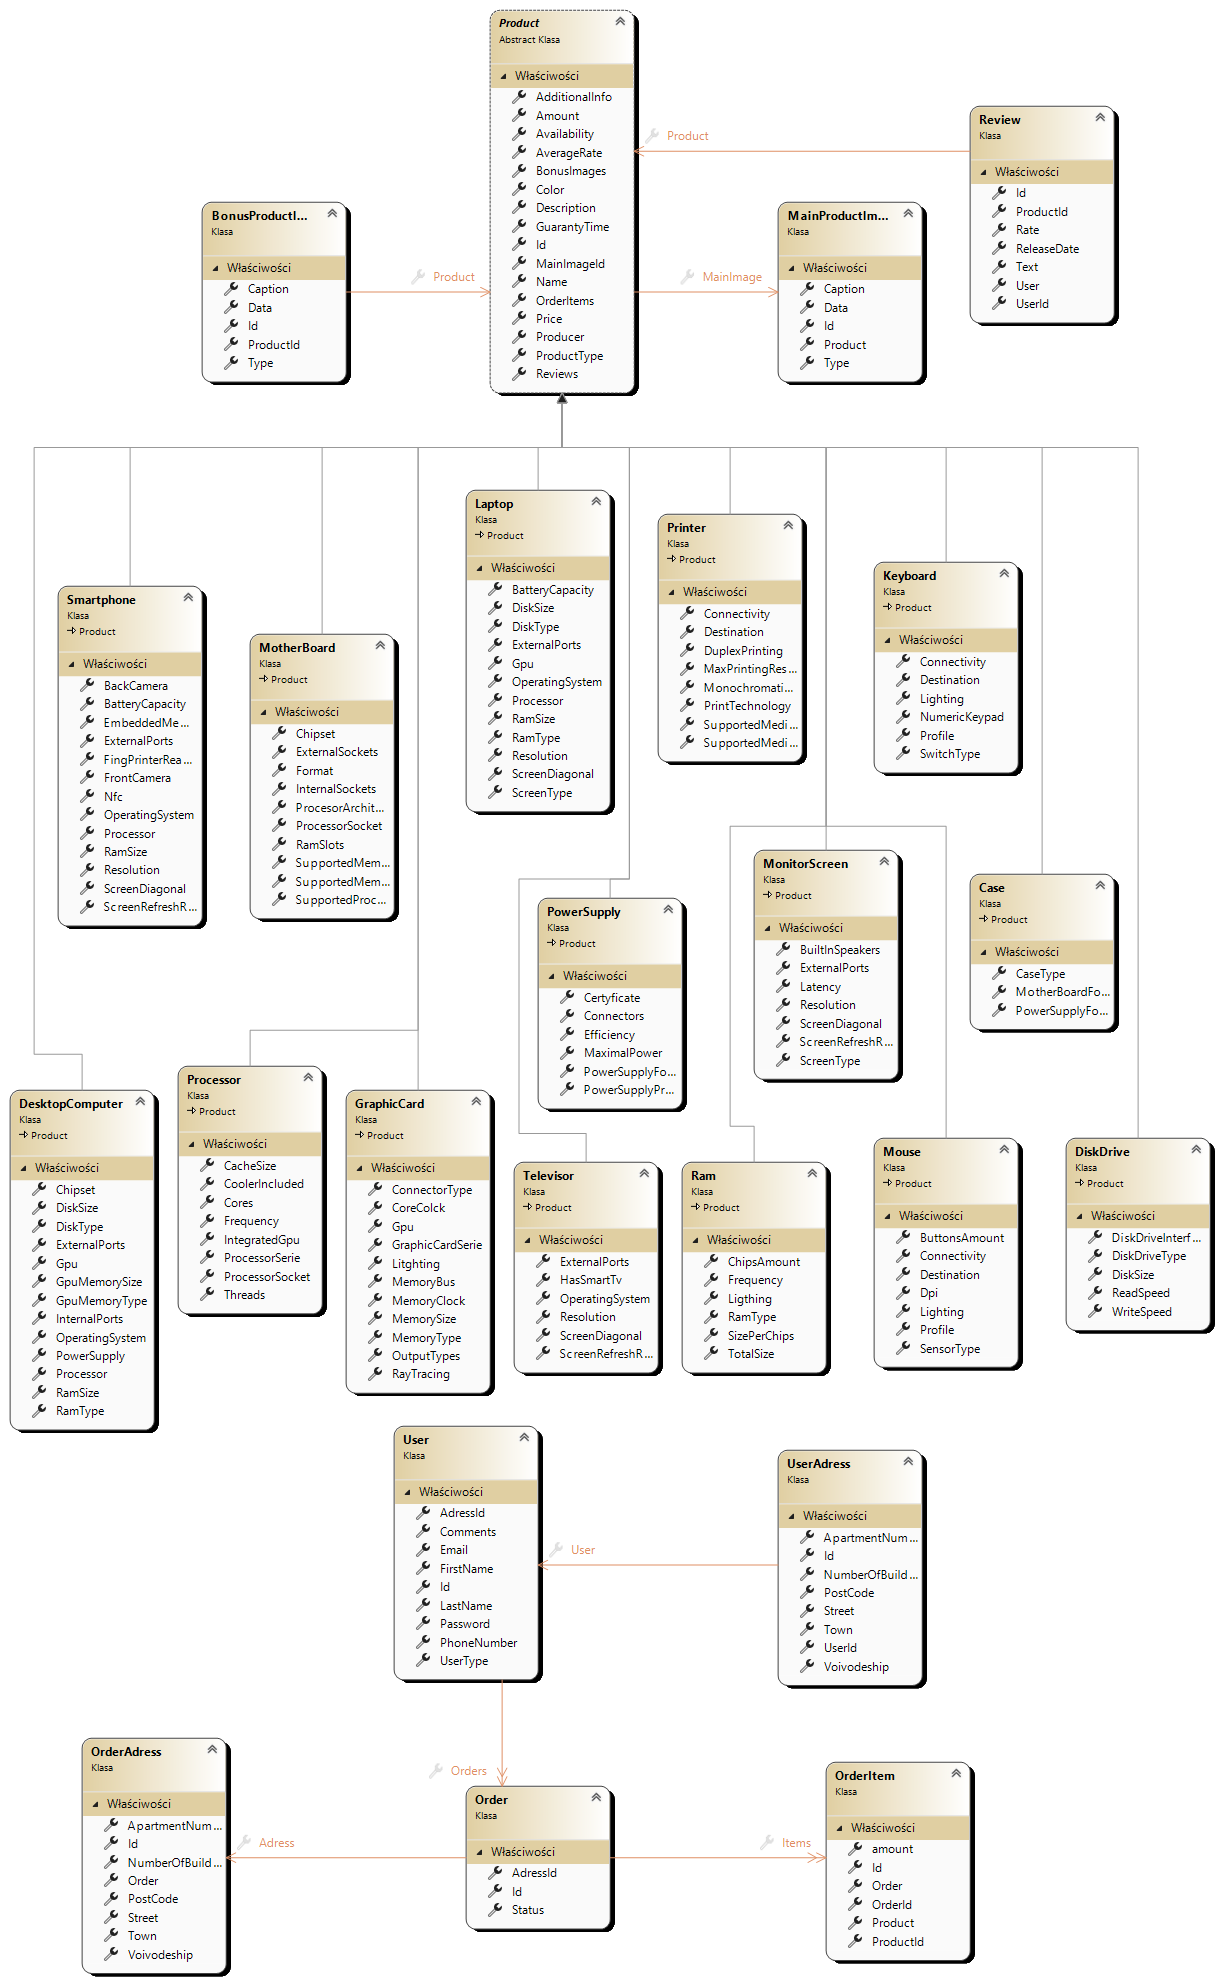 Product
Abstract Klasa
Właściwości
AdditionalInfo
Amount
Availability
AverageRate
BonusImages
Color
Description
GuarantyTime
Id
MainImageId
Name
OrderItems
Price
Producer
ProductType
Reviews
Product
Review
Klasa
Właściwości
Id
ProductId
Rate
ReleaseDate
Text
User
UserId
BonusProductI...
Klasa
Właściwości
Caption
Data
Id
ProductId
Type
Product
MainImage
MainProductIm...
Klasa
Właściwości
Caption
Data
Id
Product
Type
Laptop
Klasa
Product
Właściwości
BatteryCapacity
DiskSize
DiskType
ExternalPorts
Gpu
OperatingSystem
Processor
RamSize
RamType
Resolution
ScreenDiagonal
ScreenType
Printer
Klasa
Product
Właściwości
Connectivity
Destination
DuplexPrinting
MaxPrintingRes...
Monochromati...
PrintTechnology
SupportedMedi...
SupportedMedi...
Keyboard
Klasa
Product
Właściwości
Connectivity
Destination
Lighting
NumericKeypad
Profile
SwitchType
Smartphone
Klasa
Product
Właściwości
BackCamera
BatteryCapacity
EmbeddedMe...
ExternalPorts
FingPrinterRea...
FrontCamera
Nfc
OperatingSystem
Processor
RamSize
Resolution
ScreenDiagonal
ScreenRefreshR...
MotherBoard
Klasa
Product
Właściwości
Chipset
ExternalSockets
Format
InternalSockets
ProcesorArchit...
ProcessorSocket
RamSlots
SupportedMem...
SupportedMem...
SupportedProc...
PowerSupply
Klasa
Product
Właściwości
Certyficate
Connectors
Efficiency
MaximalPower
PowerSupplyFo...
PowerSupplyPr...
MonitorScreen
Klasa
Product
Właściwości
BuiltInSpeakers
ExternalPorts
Latency
Resolution
ScreenDiagonal
ScreenRefreshR...
ScreenType
Case
Klasa
Product
Właściwości
CaseType
MotherBoardFo...
PowerSupplyFo...
DesktopComputer
Klasa
Product
Właściwości
Chipset
DiskSize
DiskType
ExternalPorts
Gpu
GpuMemorySize
GpuMemoryType
InternalPorts
OperatingSystem
PowerSupply
Processor
RamSize
RamType
Processor
Klasa
Product
Właściwości
CacheSize
CoolerIncluded
Cores
Frequency
IntegratedGpu
ProcessorSerie
ProcessorSocket
Threads
GraphicCard
Klasa
Product
Właściwości
ConnectorType
CoreColck
Gpu
GraphicCardSerie
Litghting
MemoryBus
MemoryClock
MemorySize
MemoryType
OutputTypes
RayTracing
Televisor
Klasa
Product
Właściwości
ExternalPorts
HasSmartTv
OperatingSystem
Resolution
ScreenDiagonal
ScreenRefreshR...
Ram
Klasa
Product
Właściwości
ChipsAmount
Frequency
Ligthing
RamType
SizePerChips
TotalSize
Mouse
Klasa
Product
Właściwości
ButtonsAmount
Connectivity
Destination
Dpi
Lighting
Profile
SensorType
DiskDrive
Klasa
Product
Właściwości
DiskDriveInterf...
DiskDriveType
DiskSize
ReadSpeed
WriteSpeed
User
Klasa
Właściwości
AdressId
Comments
Email
FirstName
Id
LastName
Password
PhoneNumber
UserType
User
UserAdress
Klasa
Właściwości
ApartmentNum...
Id
NumberOfBuild...
PostCode
Street
Town
UserId
Voivodeship
Orders
OrderAdress
Klasa
Właściwości
ApartmentNum...
Id
NumberOfBuild...
Order
PostCode
Street
Town
Voivodeship
Adress
Order
Klasa
Właściwości
AdressId
Id
Status
Items
OrderItem
Klasa
Właściwości
amount
Id
Order
OrderId
Product
ProductId